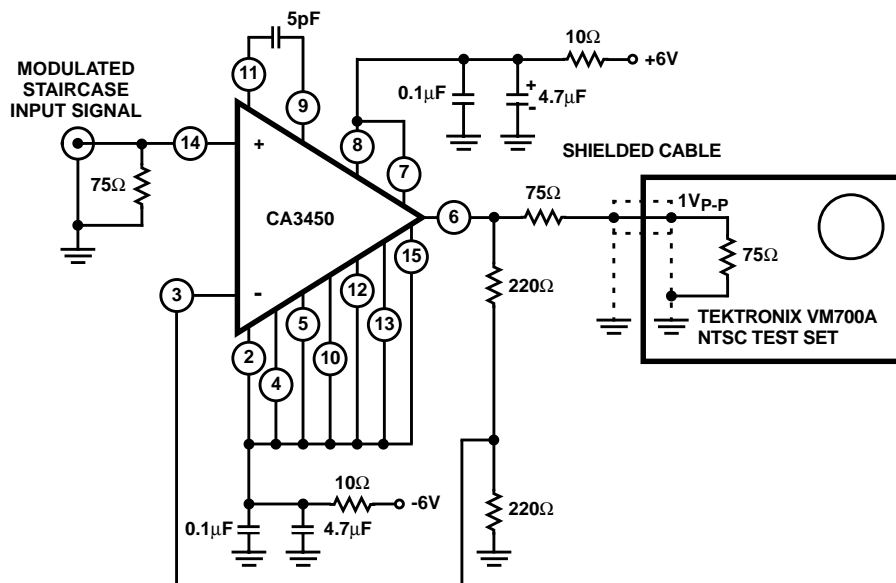 5pF
11
9
10Ω
+6V
MODULATED
STAIRCASE
INPUT SIGNAL
0.1µF
+
-
4.7µF
14
+
8
7
SHIELDED CABLE
75Ω
CA3450
6
75Ω
1VP-P
75Ω
15
3
-
12
220Ω
5
13
2
10
4
TEKTRONIX VM700A
NTSC TEST SET
10Ω
-6V
0.1µF
4.7µF
220Ω